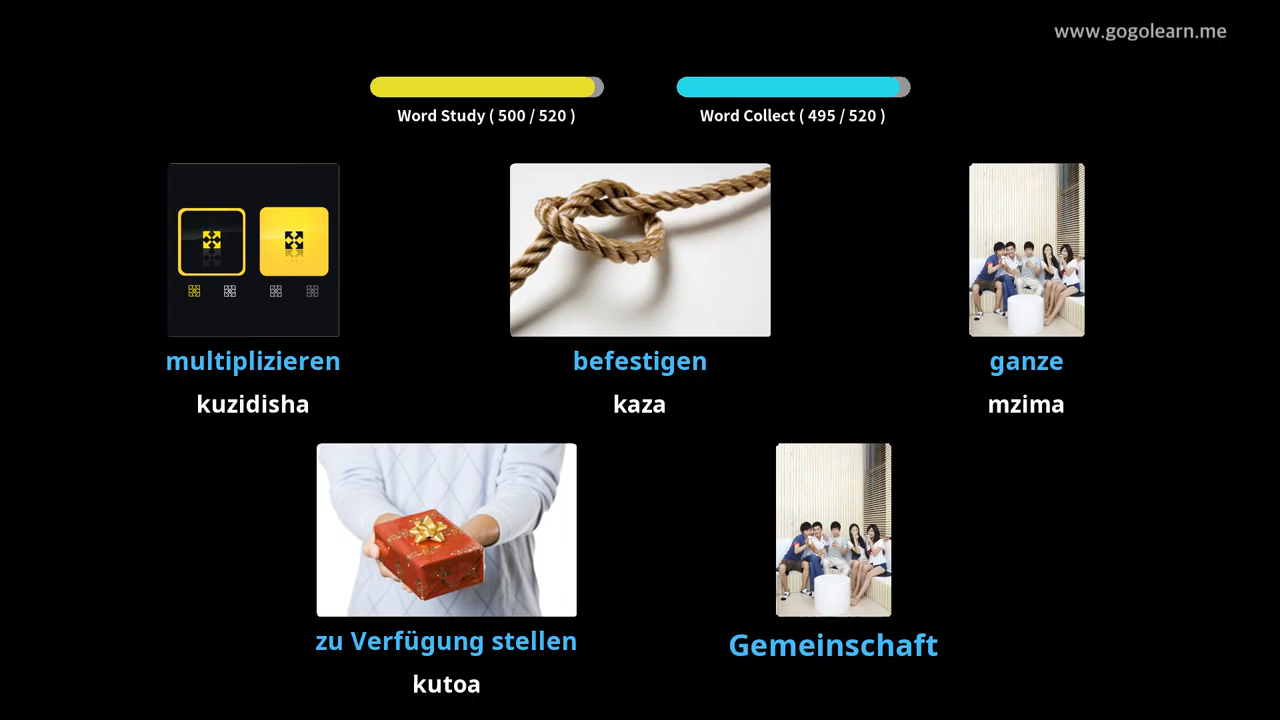 www.gogolearn.me
Word Study ( 500 / 520 )
Word Collect ( 495 / 520 )
multiplizieren
kuzidisha
befestigen
kaza
ganze
mzima
zu Verfügung stellen
kutoa
Gemeinschaft